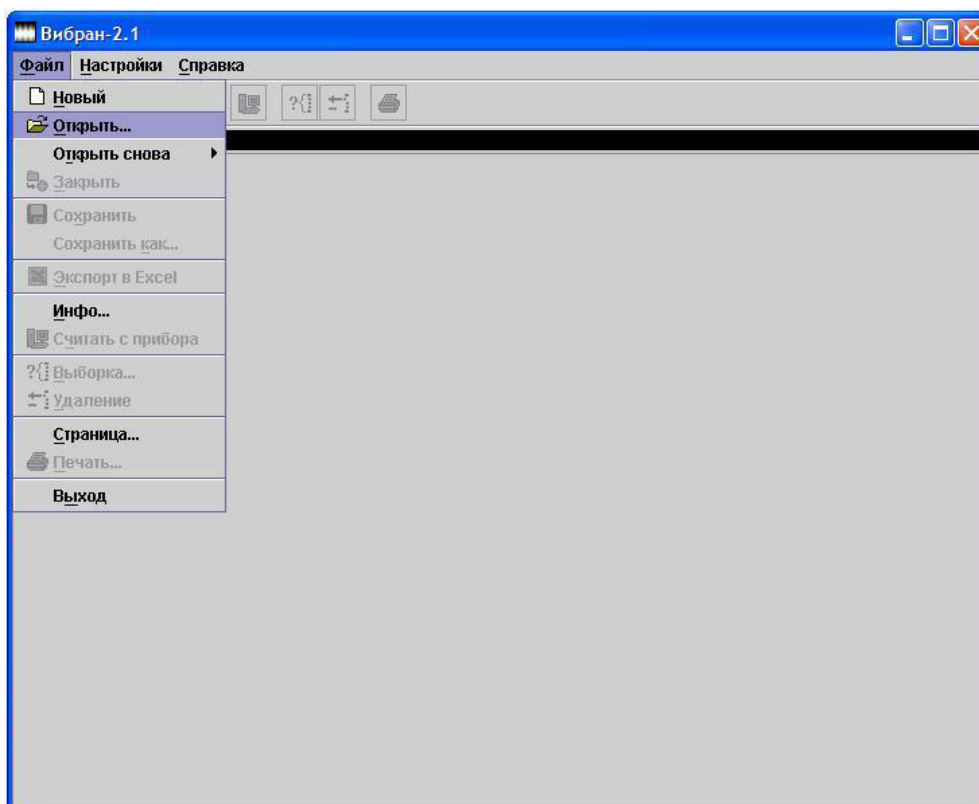 Вибран-2.1
Файл Настройки Справка
Новый
Открыть...
Открыть снова
Закрыть
Сохранить
Сохранить как...
Экспорт в Excel
Инфо...
Считать с прибора
?{ Выборка...
Удаление
Страница...
Печать...
Выход